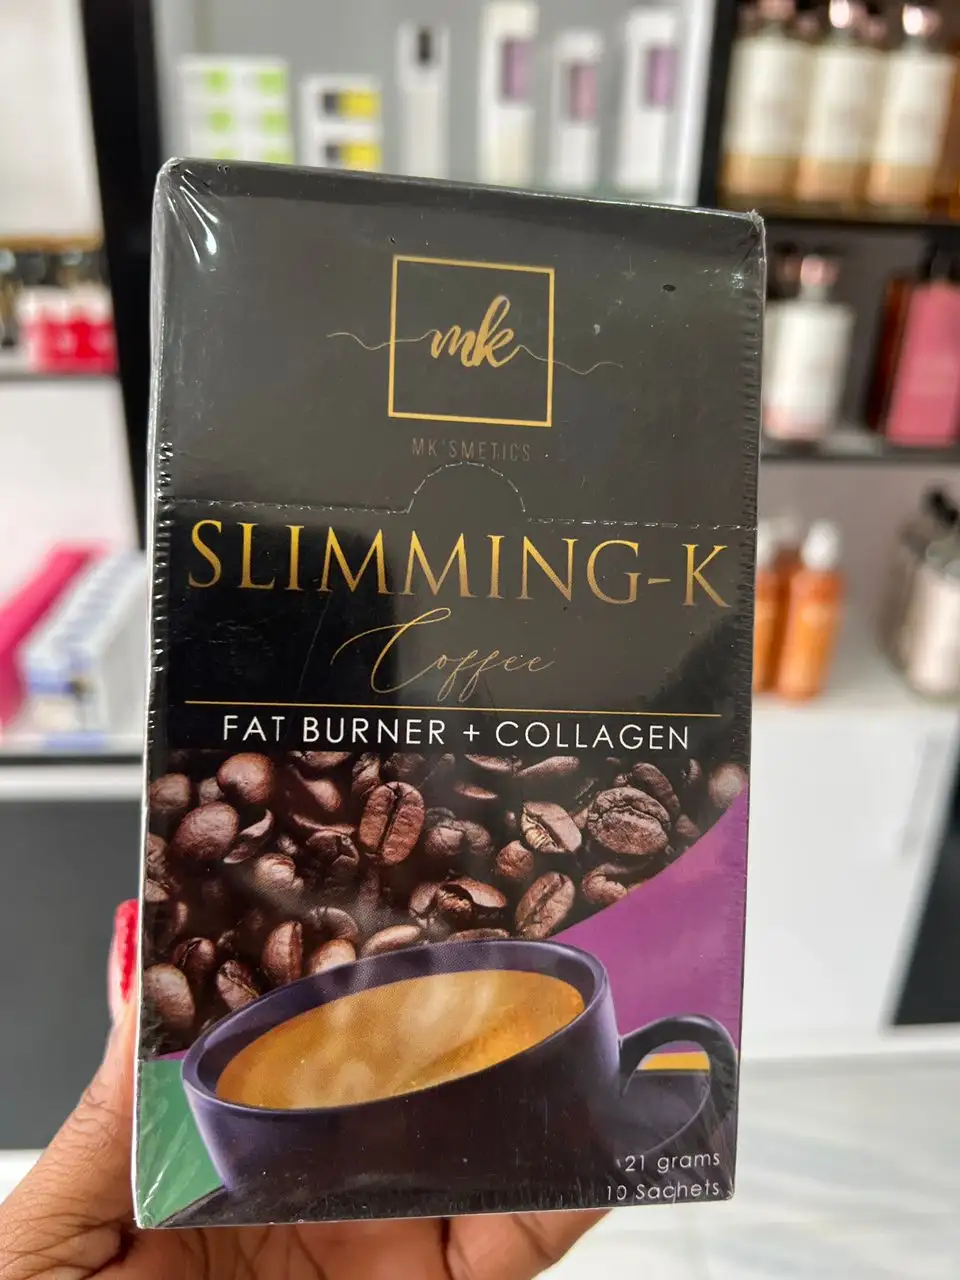 mk
MK'SMETICS
SLIMMING-K
Coffee
FAT BURNER + COLLAGEN
21 grams
10 Sachets